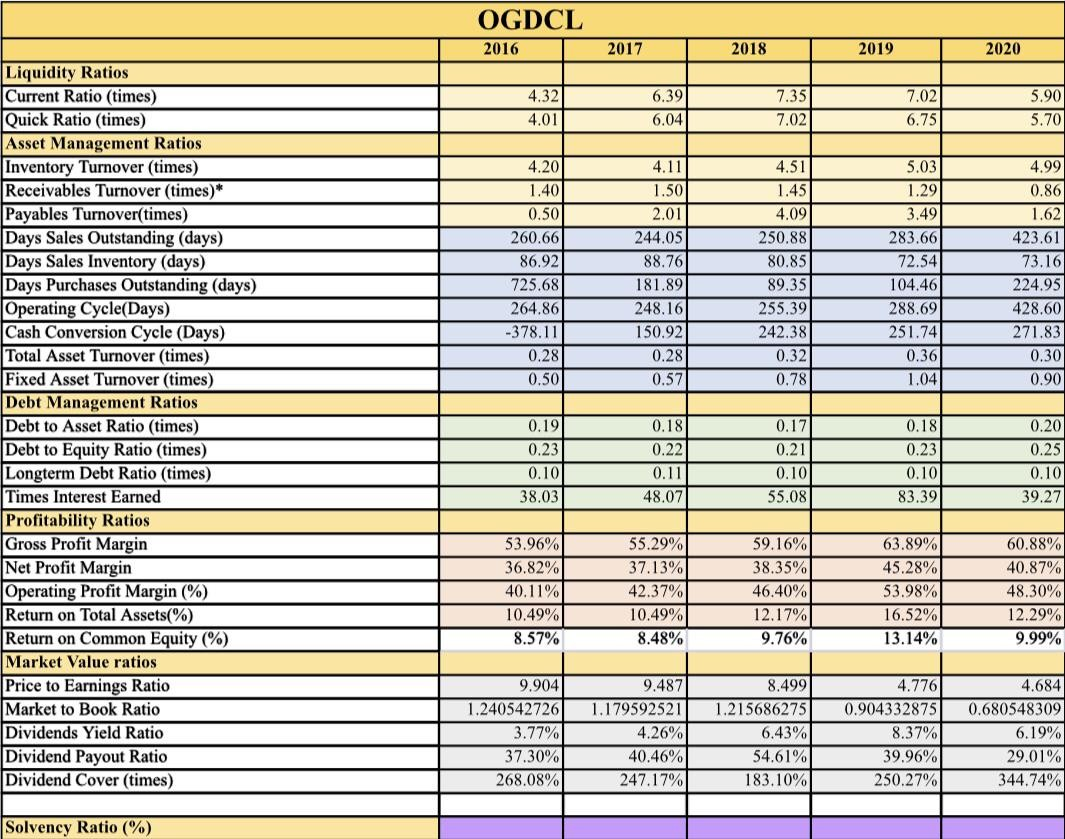 OGDCL
2016 2017 2018 2019 2020
Liquidity Ratios
Current Ratio (times) 4.32 6.39 7.35 7.02 5.90
Quick Ratio (times) 4.01 6.04 7.02 6.75 5.70
Asset Management Ratios
Inventory Turnover (times) 4.20 4.11 4.51 5.03 4.99
Receivables Turnover (times)* 1.40 1.50 1.45 1.29 0.86
Payables Turnover(times) 0.50 2.01 4.09 3.49 1.62
Days Sales Outstanding (days) 260.66 244.05 250.88 283.66 423.61
Days Sales Inventory (days) 86.92 88.76 80.85 72.54 73.16
Days Purchases Outstanding (days) 725.68 181.89 89.35 104.46 224.95
Operating Cycle(Days) 264.86 248.16 255.39 288.69 428.60
Cash Conversion Cycle (Days) -378.11 150.92 242.38 251.74 271.83
Total Asset Turnover (times) 0.28 0.28 0.32 0.36 0.30
Fixed Asset Turnover (times) 0.50 0.57 0.78 1.04 0.90
Debt Management Ratios
Debt to Asset Ratio (times) 0.19 0.18 0.17 0.18 0.20
Debt to Equity Ratio (times) 0.23 0.22 0.21 0.23 0.25
Longterm Debt Ratio (times) 0.10 0.11 0.10 0.10 0.10
Times Interest Earned 38.03 48.07 55.08 83.39 39.27
Profitability Ratios
Gross Profit Margin 53.96% 55.29% 59.16% 63.89% 60.88%
Net Profit Margin 36.82% 37.13% 38.35% 45.28% 40.87%
Operating Profit Margin (%) 40.11% 42.37% 46.40% 53.98% 48.30%
Return on Total Assets(%) 10.49% 10.49% 12.17% 16.52% 12.29%
Return on Common Equity (%) 8.57% 8.48% 9.76% 13.14% 9.99%
Market Value ratios
Price to Earnings Ratio 9.904 9.487 8.499 4.776 4.684
Market to Book Ratio 1.240542726 1.179592521 1.215686275 0.904332875 0.680548309
Dividends Yield Ratio 3.77% 4.26% 6.43% 8.37% 6.19%
Dividend Payout Ratio 37.30% 40.46% 54.61% 39.96% 29.01%
Dividend Cover (times) 268.08% 247.17% 183.10% 250.27% 344.74%
Solvency Ratio (%)